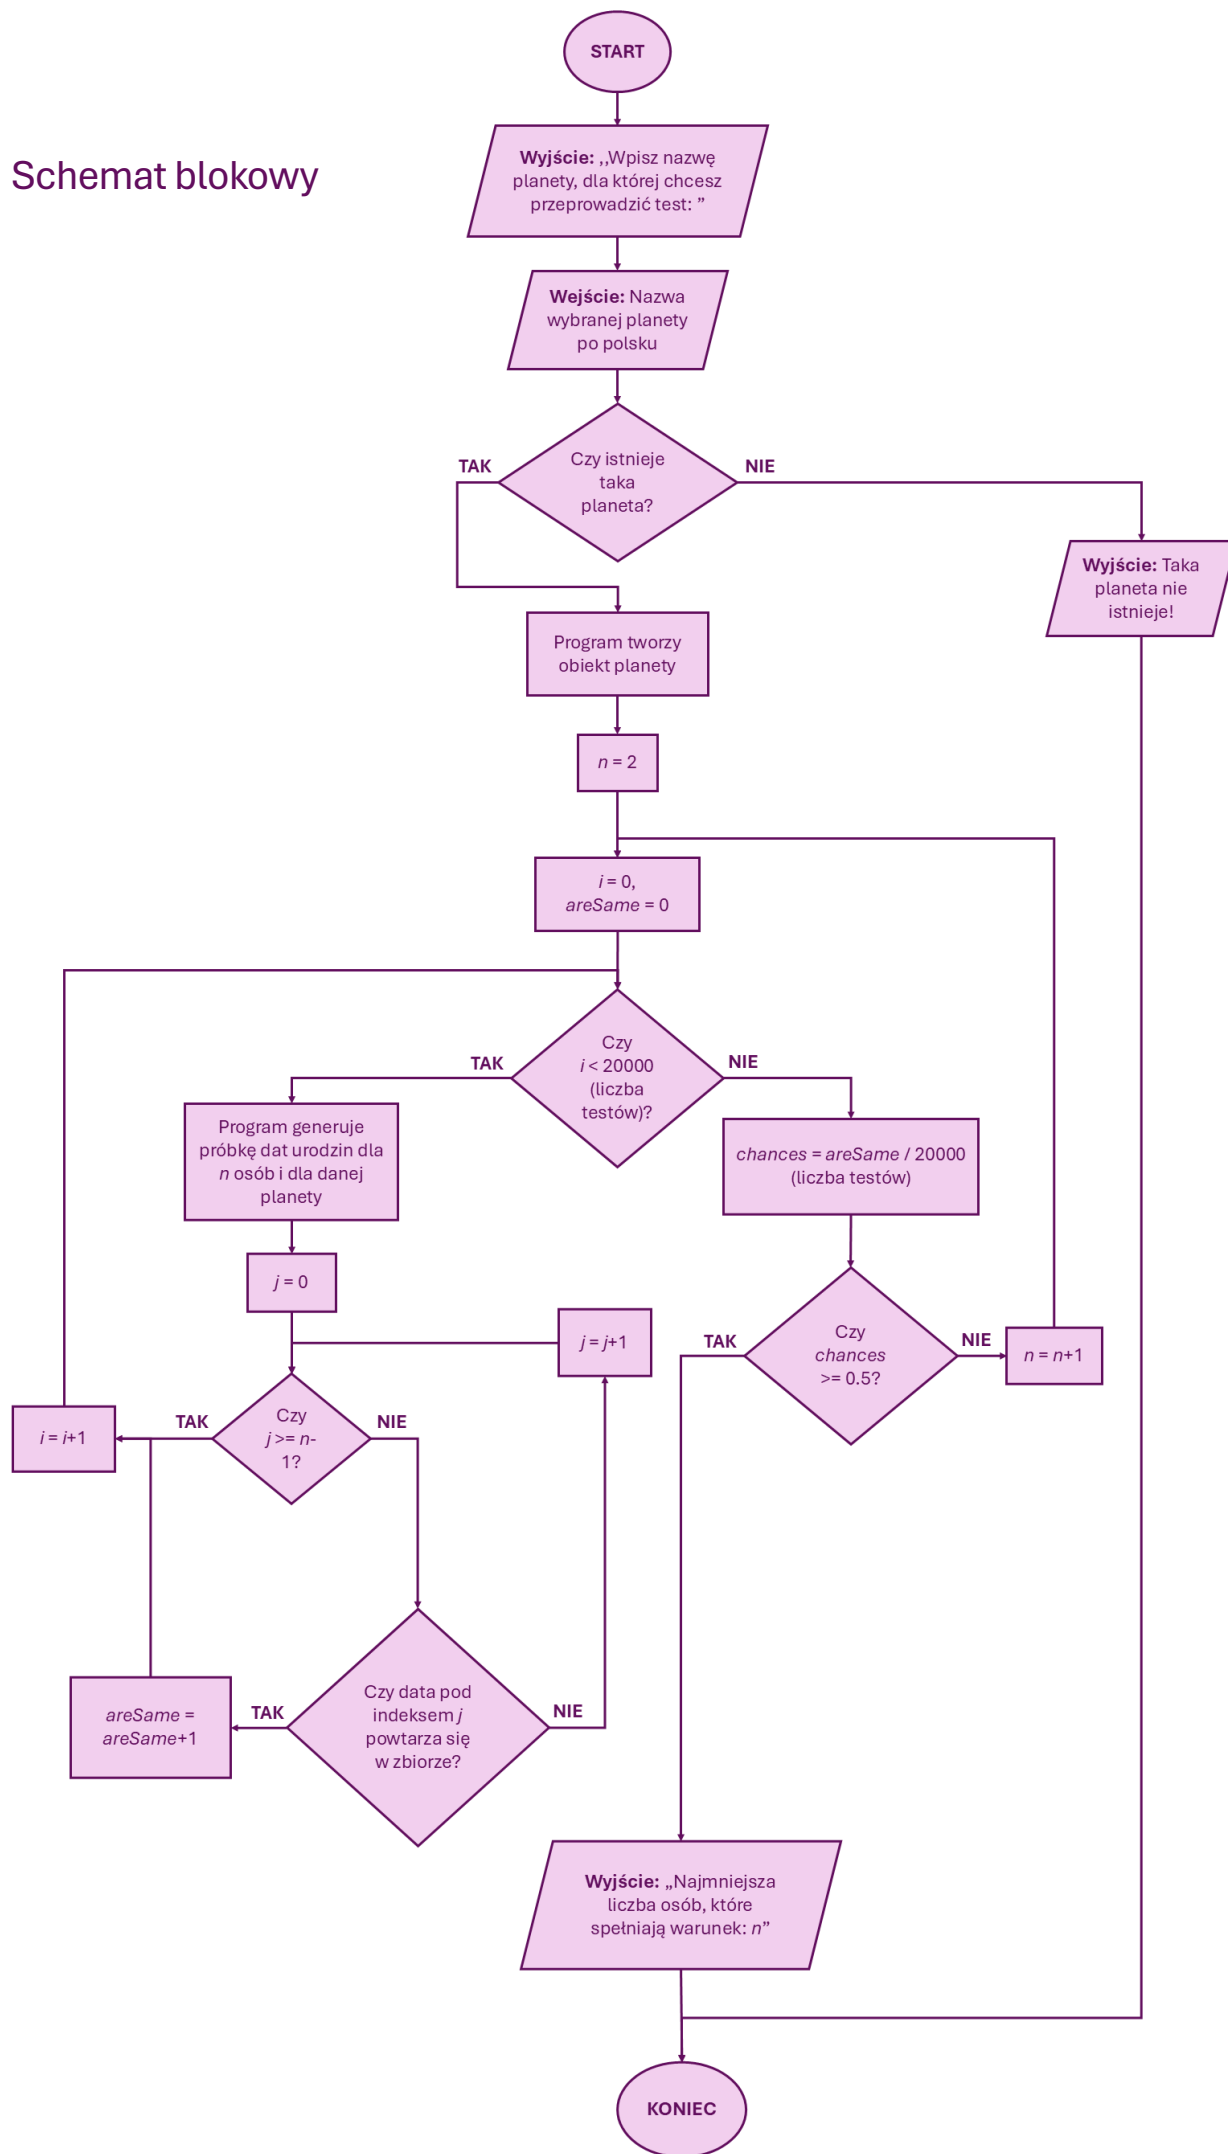 START
Schemat blokowy
Wyjście: ,,Wpisz nazwę
planety, dla której chcesz
przeprowadzić test: ”
Wejście: Nazwa
wybranej planety
po polsku
TAK
Czy istnieje
taka
planeta?
NIE
Wyjście: Taka
planeta nie
istnieje!
Program tworzy
obiekt planety
n = 2
i = 0,
areSame = 0
TAK
Czy
i < 20000
(liczba
testów)?
NIE
Program generuje
próbkę dat urodzin dla
n osób i dla danej
planety
chances = areSame / 20000
(liczba testów)
j = 0
j = j+1
TAK
Czy
chances
>= 0.5?
NIE
n = n+1
i = i+1
TAK
Czy
j >= n-
1?
NIE
areSame =
areSame+1
TAK
Czy data pod
indeksem j
powtarza się
w zbiorze?
NIE
Wyjście: „Najmniejsza
liczba osób, które
spełniają warunek: n”
KONIEC